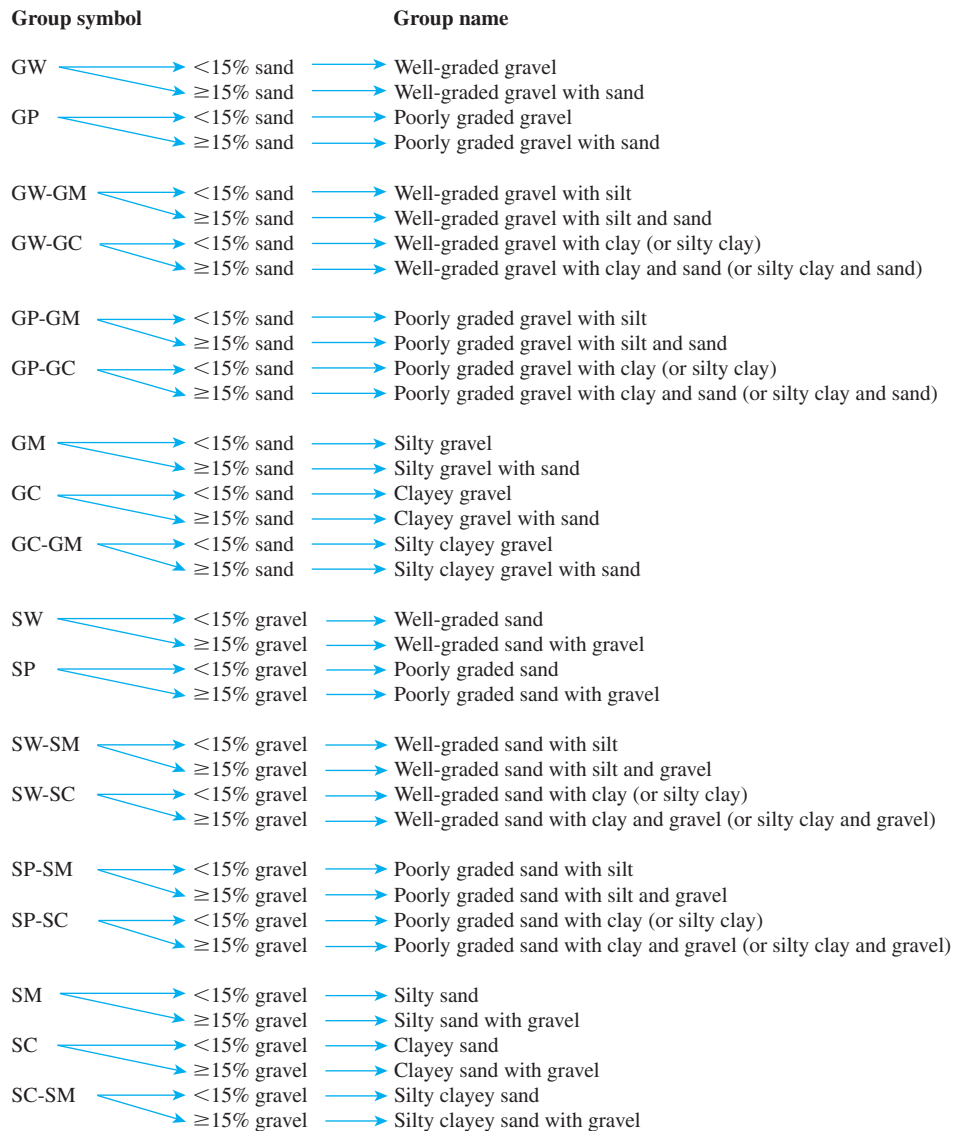 Group symbol Group name
GW <15% sand Well-graded gravel
≥15% sand Well-graded gravel with sand
GP <15% sand Poorly graded gravel
≥15% sand Poorly graded gravel with sand
GW-GM <15% sand Well-graded gravel with silt
≥15% sand Well-graded gravel with silt and sand
GW-GC <15% sand Well-graded gravel with clay (or silty clay)
≥15% sand Well-graded gravel with clay and sand (or silty clay and sand)
GP-GM <15% sand Poorly graded gravel with silt
≥15% sand Poorly graded gravel with silt and sand
GP-GC <15% sand Poorly graded gravel with clay (or silty clay)
≥15% sand Poorly graded gravel with clay and sand (or silty clay and sand)
GM <15% sand Silty gravel
≥15% sand Silty gravel with sand
GC <15% sand Clayey gravel
≥15% sand Clayey gravel with sand
GC-GM <15% sand Silty clayey gravel
≥15% sand Silty clayey gravel with sand
SW <15% gravel Well-graded sand
≥15% gravel Well-graded sand with gravel
SP <15% gravel Poorly graded sand
≥15% gravel Poorly graded sand with gravel
SW-SM <15% gravel Well-graded sand with silt
≥15% gravel Well-graded sand with silt and gravel
SW-SC <15% gravel Well-graded sand with clay (or silty clay)
≥15% gravel Well-graded sand with clay and gravel (or silty clay and gravel)
SP-SM <15% gravel Poorly graded sand with silt
≥15% gravel Poorly graded sand with silt and gravel
SP-SC <15% gravel Poorly graded sand with clay (or silty clay)
≥15% gravel Poorly graded sand with clay and gravel (or silty clay and gravel)
SM <15% gravel Silty sand
≥15% gravel Silty sand with gravel
SC <15% gravel Clayey sand
≥15% gravel Clayey sand with gravel
SC-SM <15% gravel Silty clayey sand
≥15% gravel Silty clayey sand with gravel